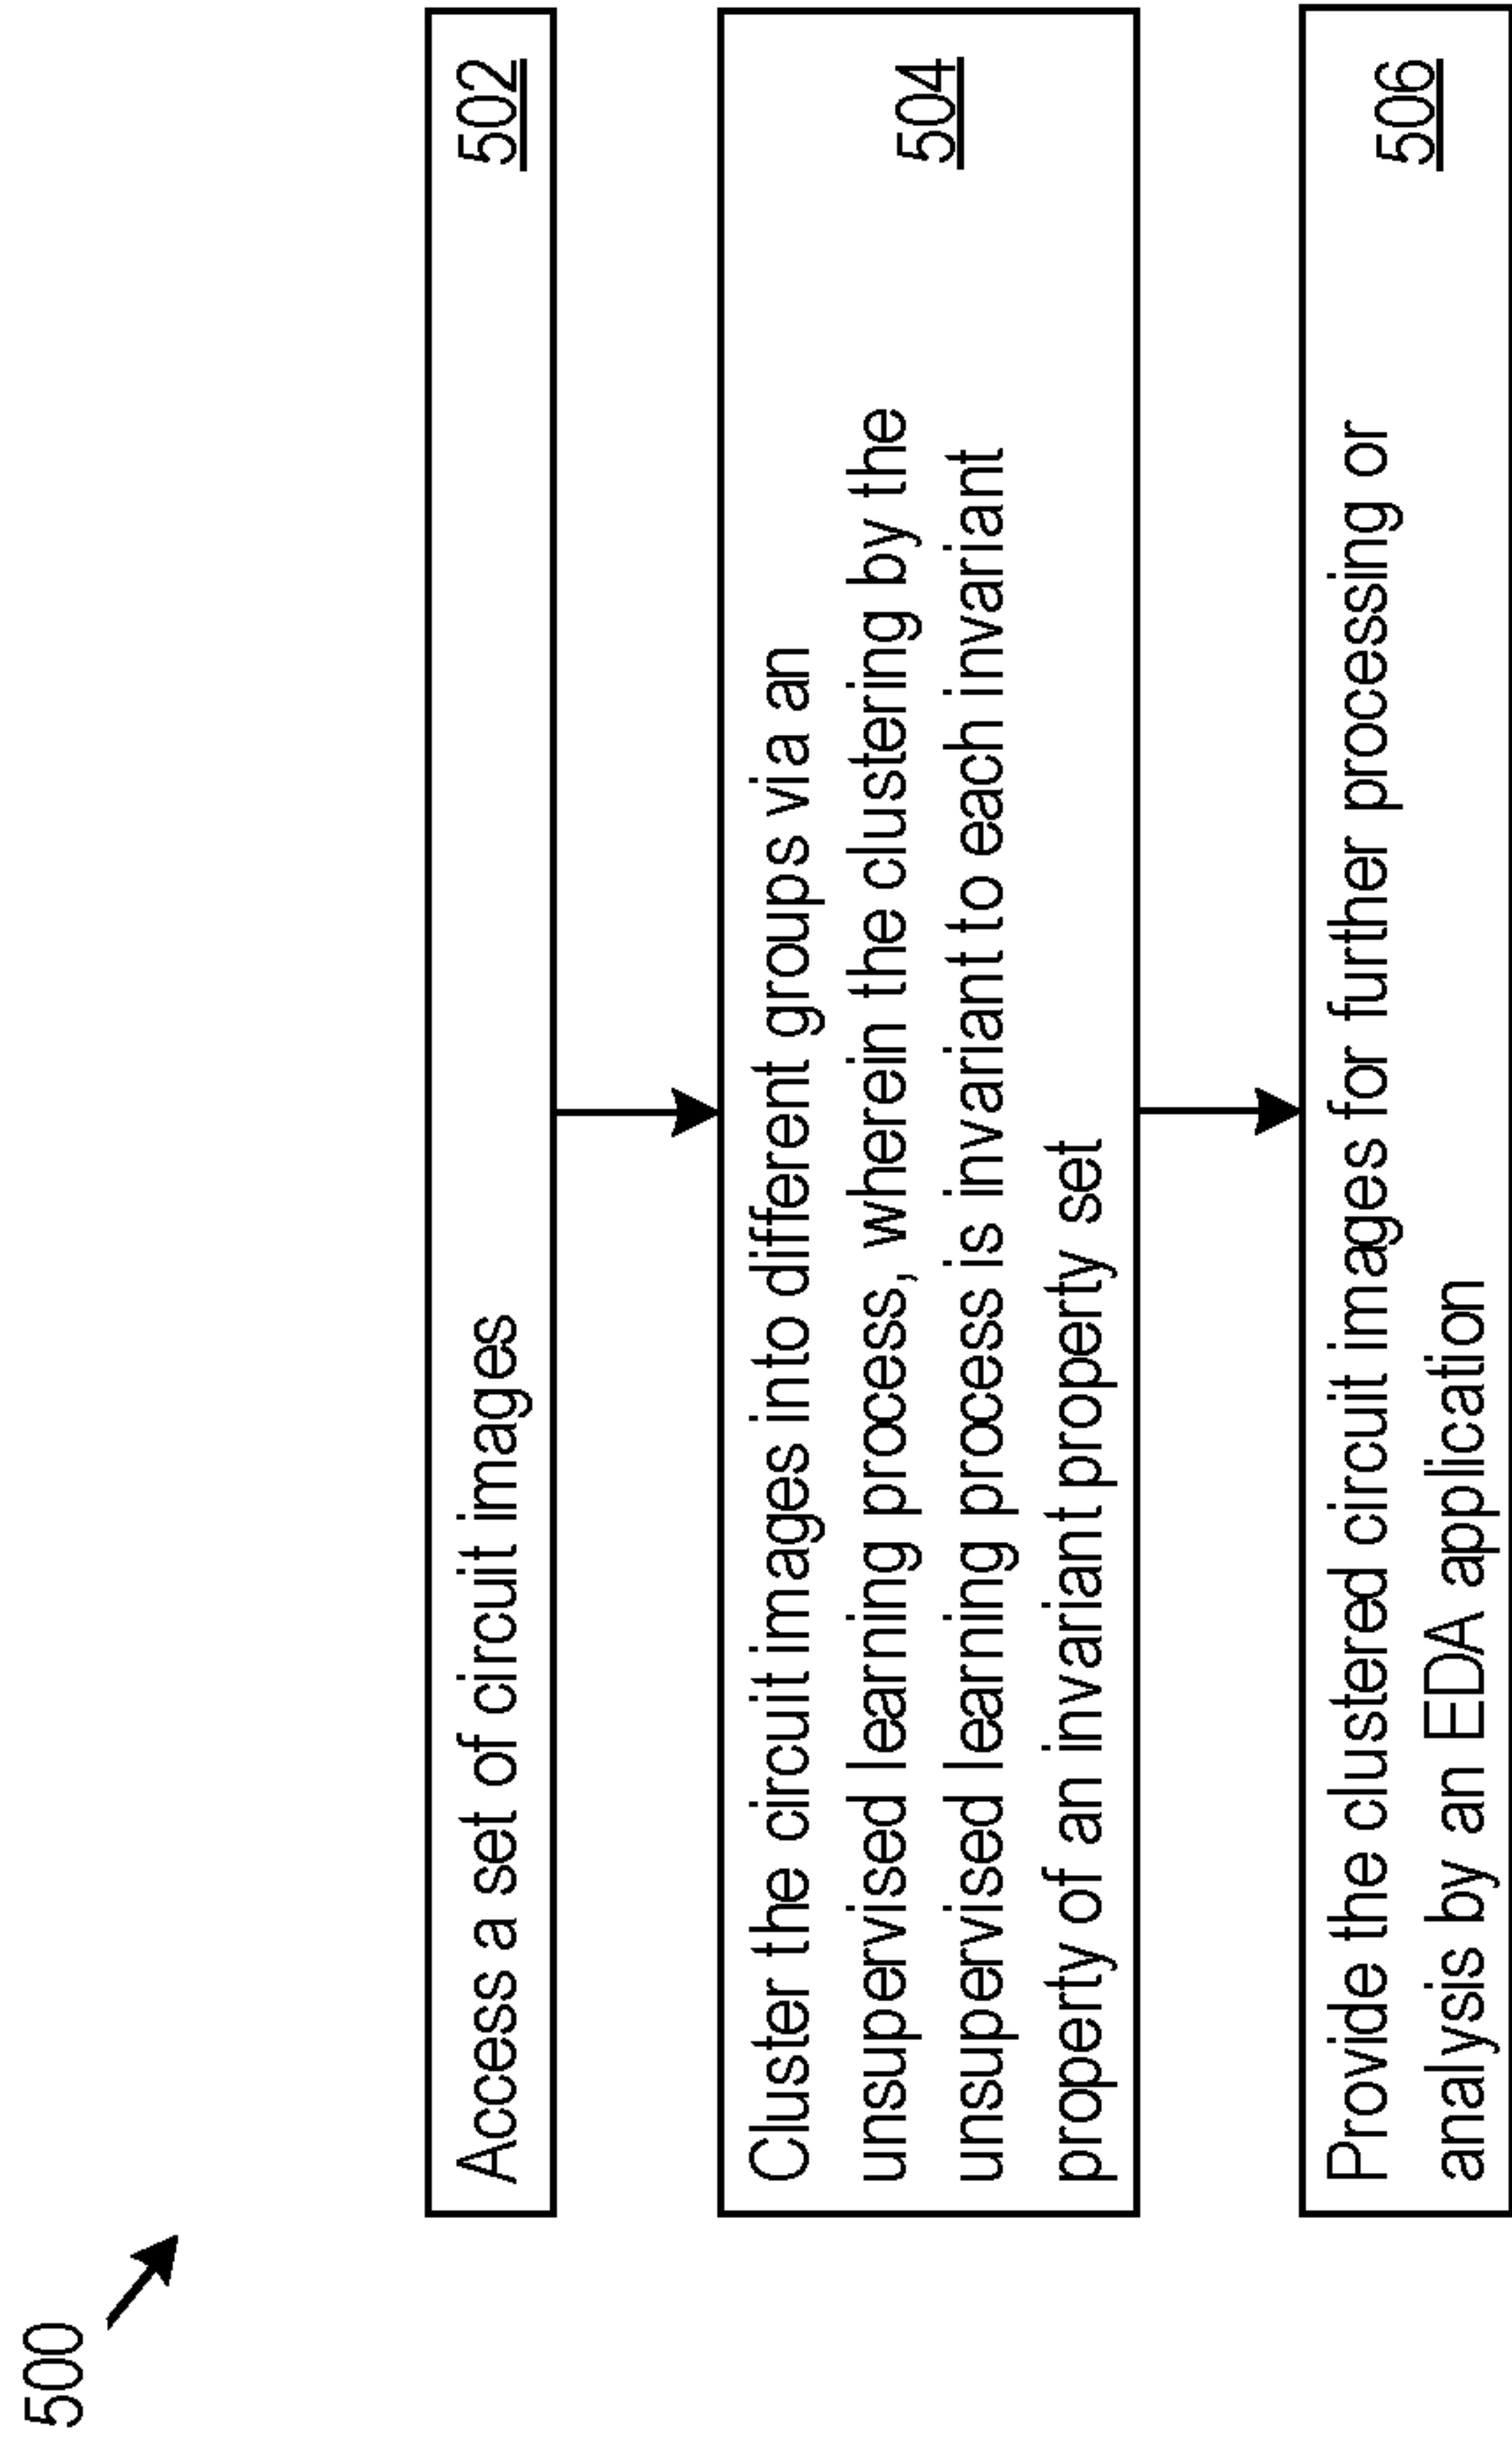 500
Access a set of circuit images
502
Cluster the circuit images into different groups via an
unsupervised learning process, wherein the clustering by the
unsupervised learning process is invariant to each invariant
property of an invariant property set
504
Provide the clustered circuit images for further processing or
analysis by an EDA application
506